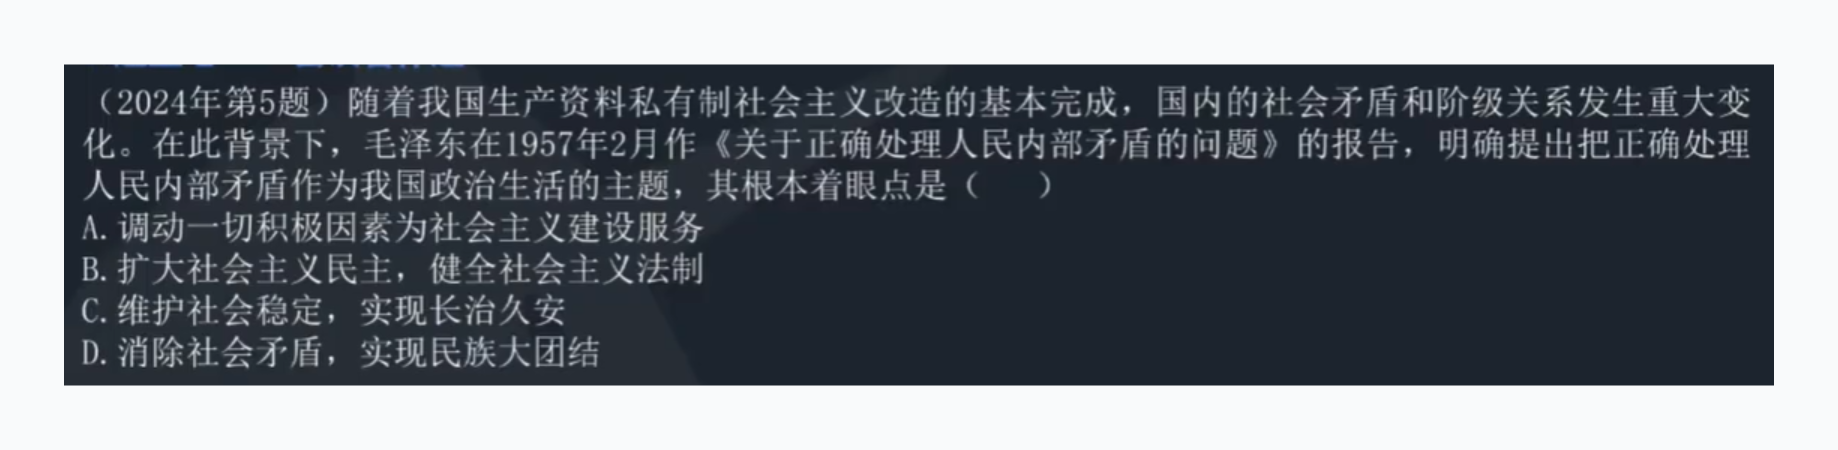 （2024年第5题）随着我国生产资料私有制社会主义改造的基本完成，国内的社会矛盾和阶级关系发生重大变
化。在此背景下，毛泽东在1957年2月作《关于正确处理人民内部矛盾的问题》的报告，明确提出把正确处理
人民内部矛盾作为我国政治生活的主题，其根本着眼点是（　　）
A.调动一切积极因素为社会主义建设服务
B.扩大社会主义民主，健全社会主义法制
C.维护社会稳定，实现长治久安
D.消除社会矛盾，实现民族大团结